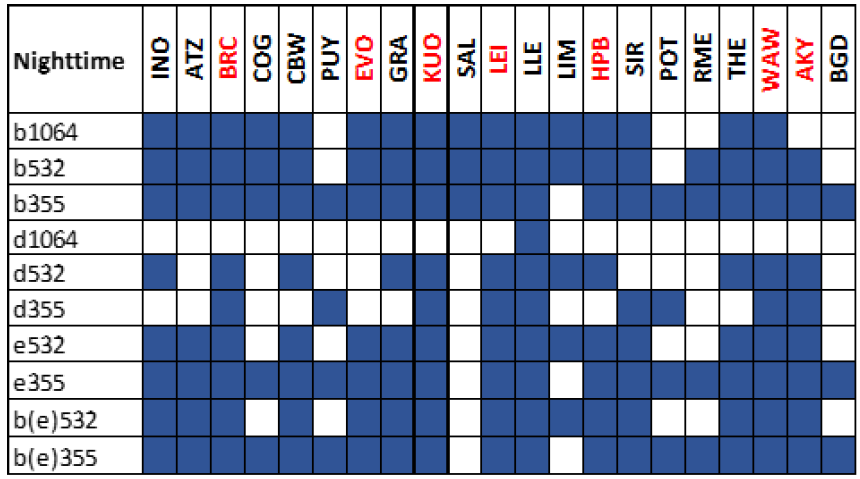 Nighttime INO ATZ BRC COG CBW PUY EVO GRA KUO SAL LEI LLE LIM HPB SIR POT RME THE WAW AKY BGD
b1064
b532
b355
d1064
d532
d355
e532
e355
b(e)532
b(e)355